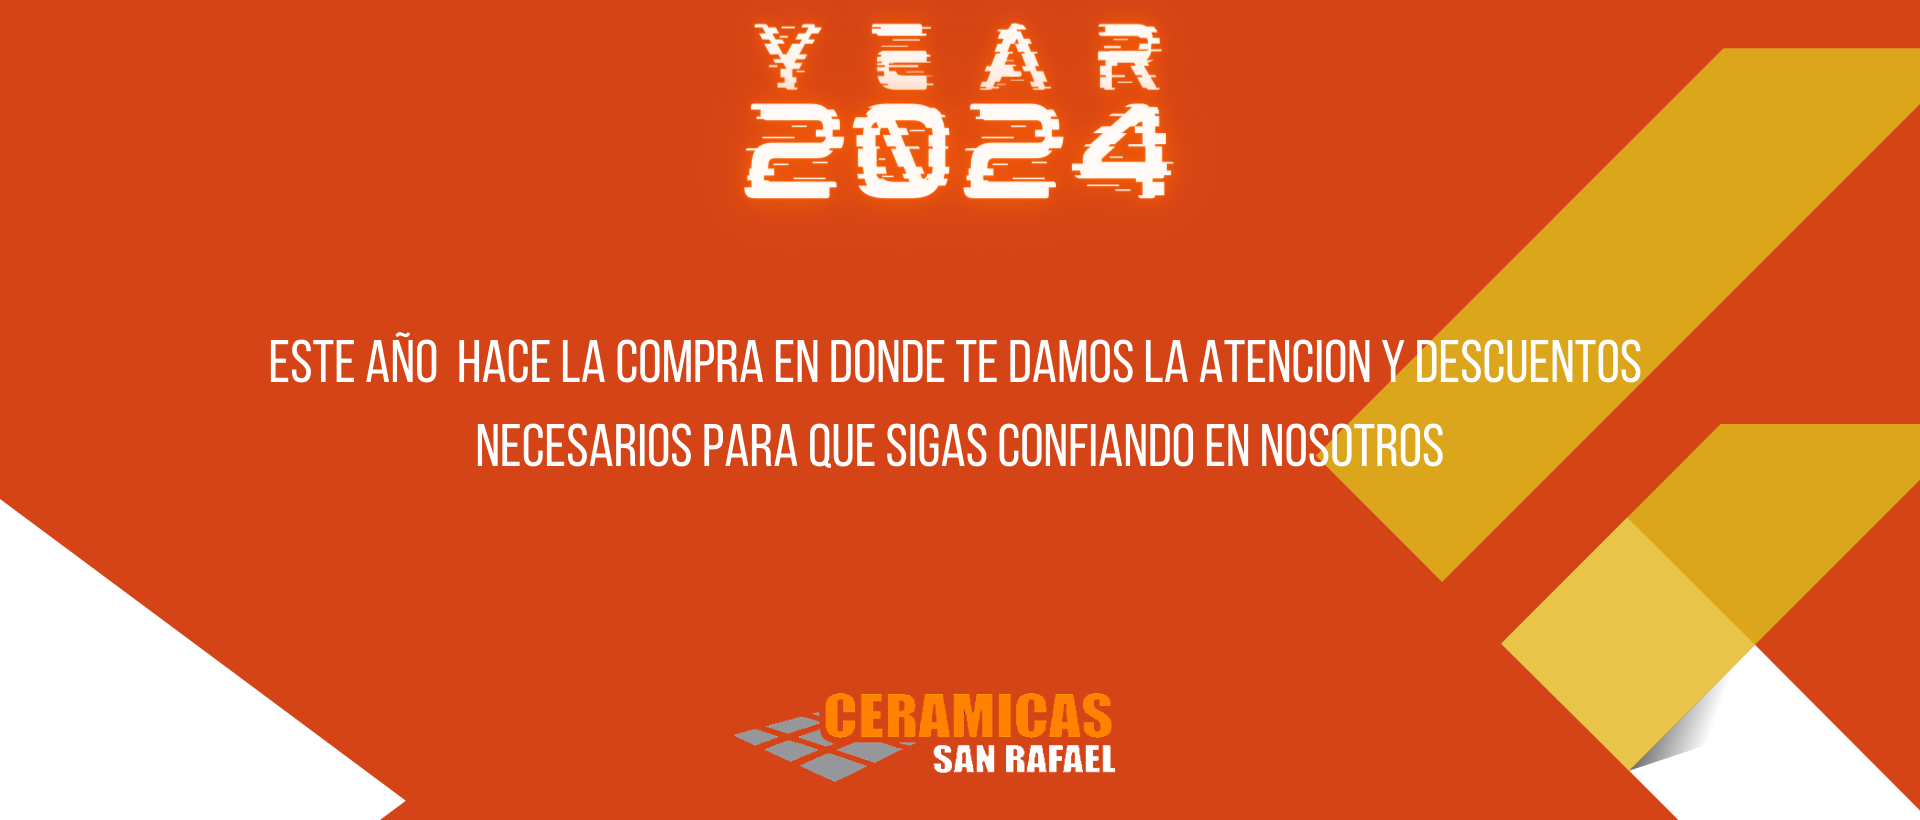 YEAR
2024
ESTE AÑO HACE LA COMPRA EN DONDE TE DAMOS LA ATENCION Y DESCUENTOS
NECESARIOS PARA QUE SIGAS CONFIANDO EN NOSOTROS
CERAMICAS
SAN RAFAEL